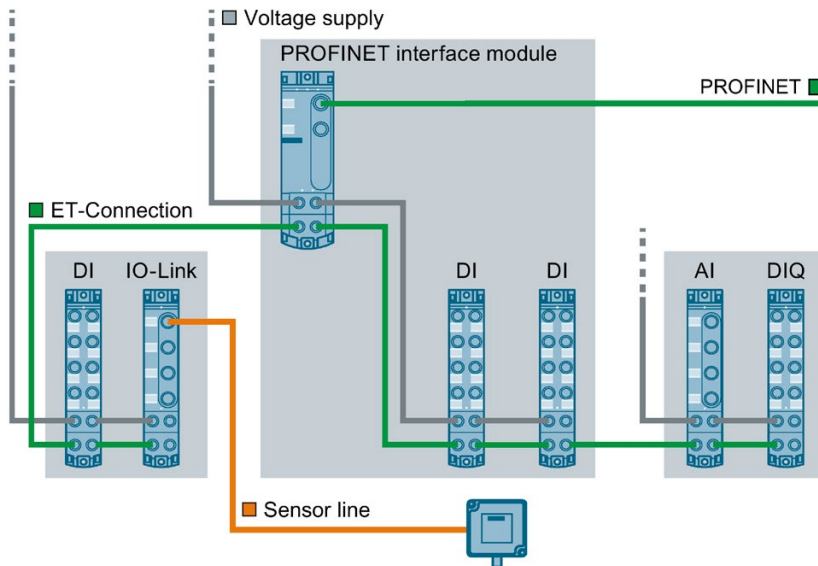 Voltage supply
PROFINET interface module
PROFINET
ET-Connection
DI IO-Link
DI DI
AI DIQ
Sensor line